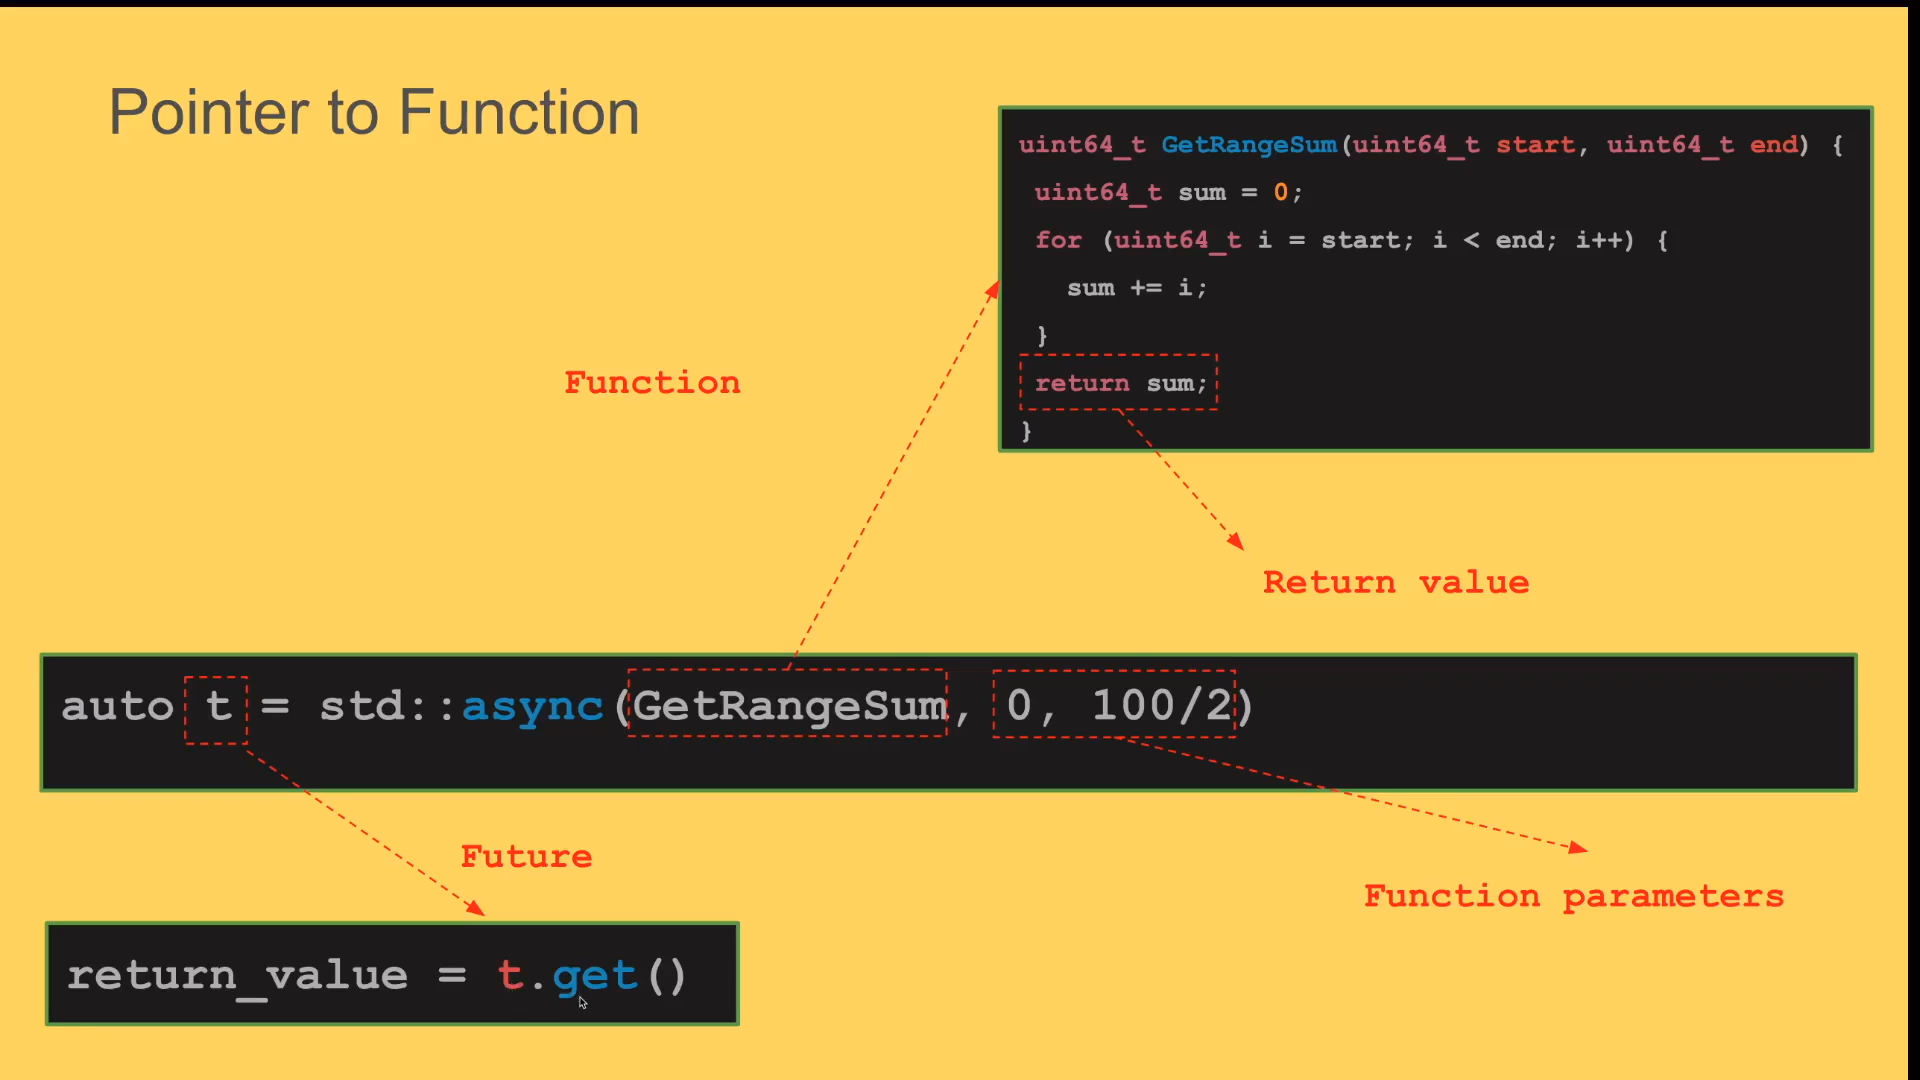 Pointer to Function
uint64_t GetRangeSum(uint64_t start, uint64_t end) {
uint64_t sum = 0;
for (uint64_t i = start; i < end; i++) {
sum += i;
}
return sum;
}
Function
Return value
auto t = std::async(GetRangeSum, 0, 100/2)
Future
Function parameters
return_value = t.get()